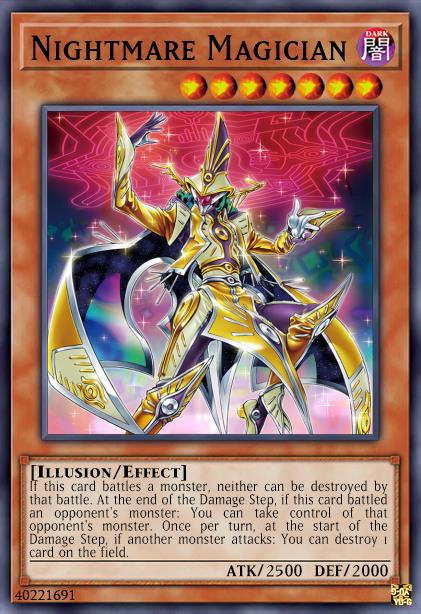 NIGHTMARE MAGICIAN
DARK
闇
[ILLUSION/EFFECT]
If this card battles a monster, neither can be destroyed by
that battle. At the end of the Damage Step, if this card battled
an opponent's monster: You can take control of that
opponent's monster. Once per turn, at the start of the
Damage Step, if another monster attacks: You can destroy 1
card on the field.
ATK/2500 DEF/2000
40221691